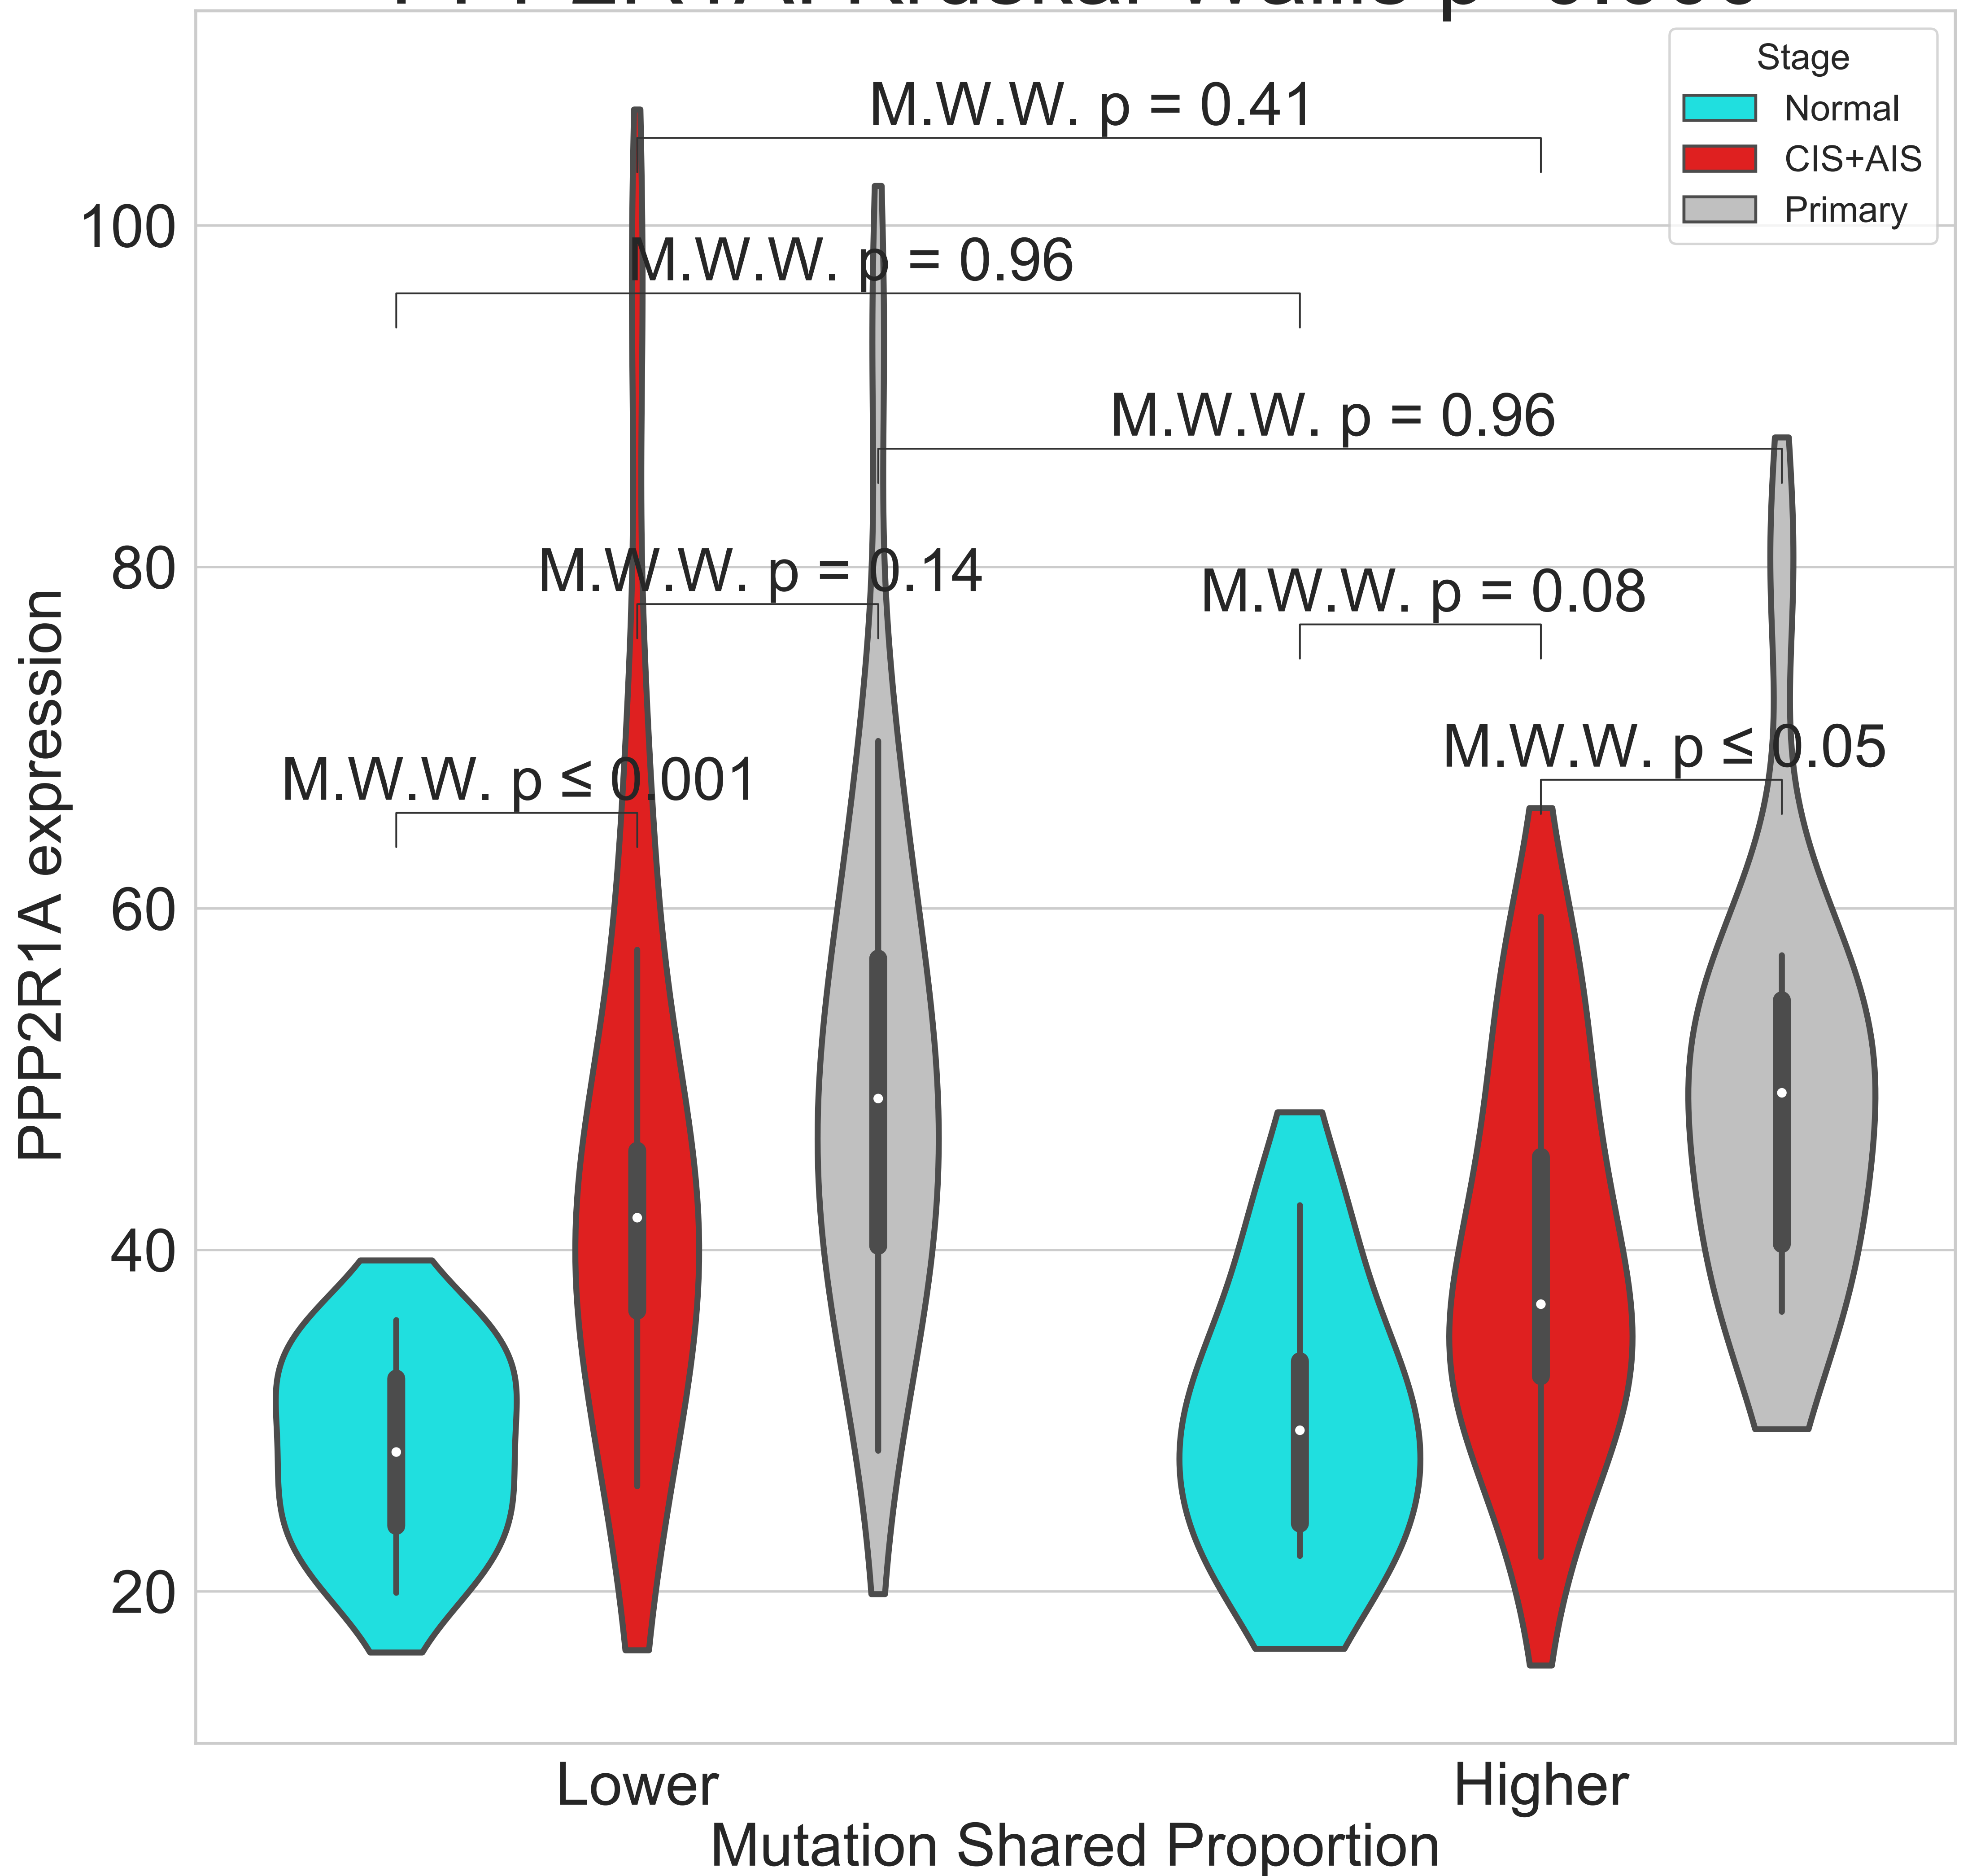 Stage
Normal
CIS+AIS
Primary
M.W.W. p = 0.41
M.W.W. p = 0.96
M.W.W. p = 0.96
M.W.W. p = 0.14
M.W.W. p = 0.08
M.W.W. p ≤ 0.05
M.W.W. p ≤ 0.001
100
80
60
40
20
PPP2R1A expression
Lower
Higher
Mutation Shared Proportion